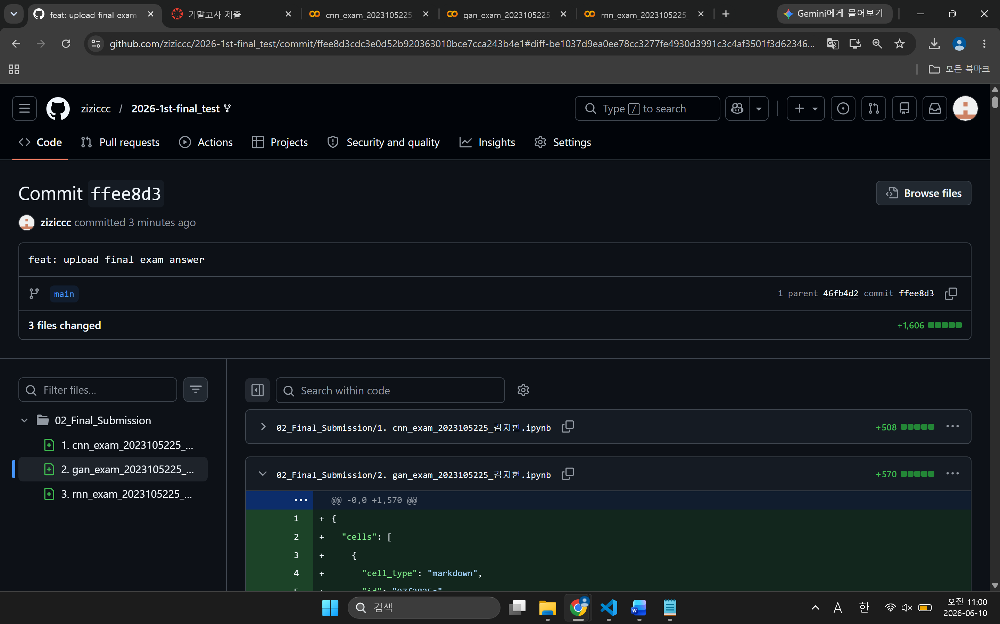 feat: upload final exam
기말고사 제출
cnn_exam_2023105225_
gan_exam_2023105225_
rnn_exam_2023105225_
Gemini에게 물어보기
github.com/ziziccc/2026-1st-final_test/commit/ffee8d3cdc3e0d52b920363010bce7cca243b4e1#diff-be1037d9ea0ee78cc3277fe4930d3991c3c4af3501f3d62346...
모든 북마크
ziziccc / 2026-1st-final_test
Type / to search
Code
Pull requests
Actions
Projects
Security and quality
Insights
Settings
Commit ffee8d3
Browse files
ziziccc committed 3 minutes ago
feat: upload final exam answer
main
1 parent 46fb4d2 commit ffee8d3
3 files changed
+1,606
Filter files...
Search within code
02_Final_Submission
1. cnn_exam_2023105225_...
2. gan_exam_2023105225_...
3. rnn_exam_2023105225_...
02_Final_Submission/1. cnn_exam_2023105225_김지현.ipynb
+508
02_Final_Submission/2. gan_exam_2023105225_김지현.ipynb
+570
@@ -0,0 +1,570 @@
1 + {
2 + "cells": [
3 + {
4 + "cell_type": "markdown",
검색
A
한
오전 11:00
2026-06-10